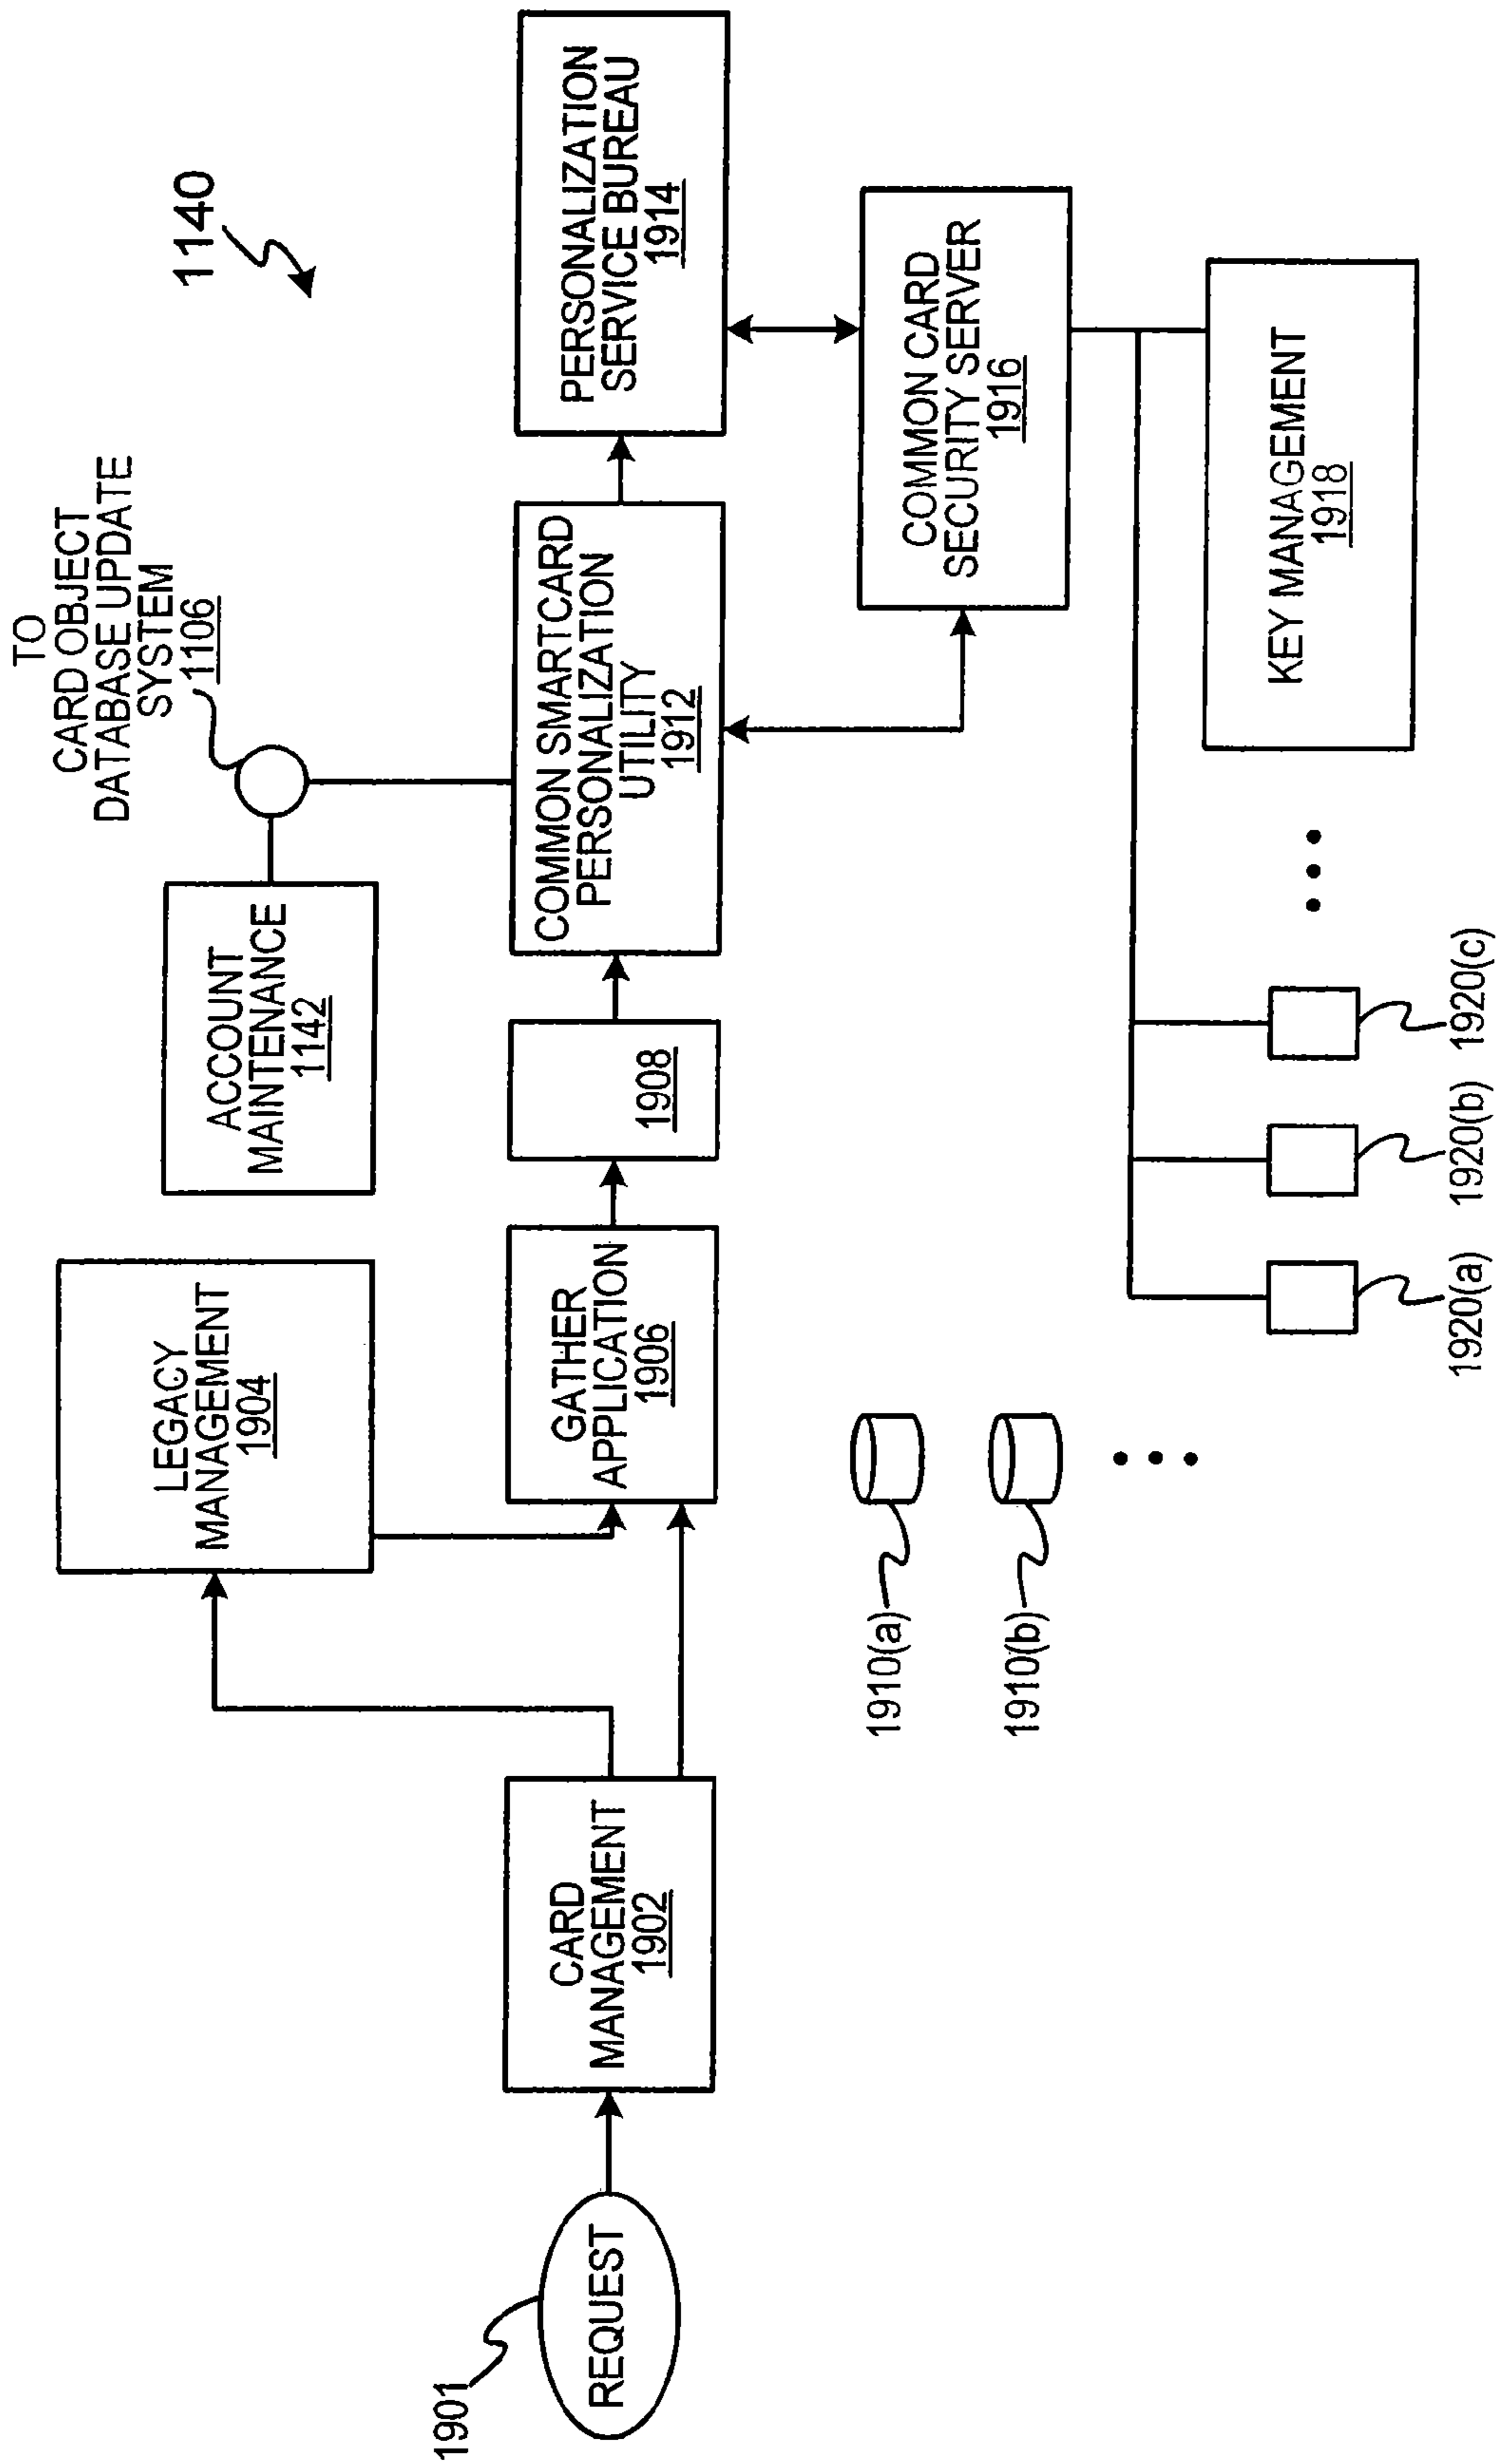 1140
TO
CARD OBJECT
DATABASE UPDATE
SYSTEM
1106
ACCOUNT
MAINTENANCE
1142
LEGACY
MANAGEMENT
1904
1901
REQUEST
CARD
MANAGEMENT
1902
GATHER
APPLICATION
1906
1908
COMMON SMARTCARD
PERSONALIZATION
UTILITY
1912
PERSONALIZATION
SERVICE BUREAU
1914
COMMON CARD
SECURITY SERVER
1916
KEY MANAGEMENT
1918
1910(a)
1910(b)
1920(a)
1920(b)
1920(c)